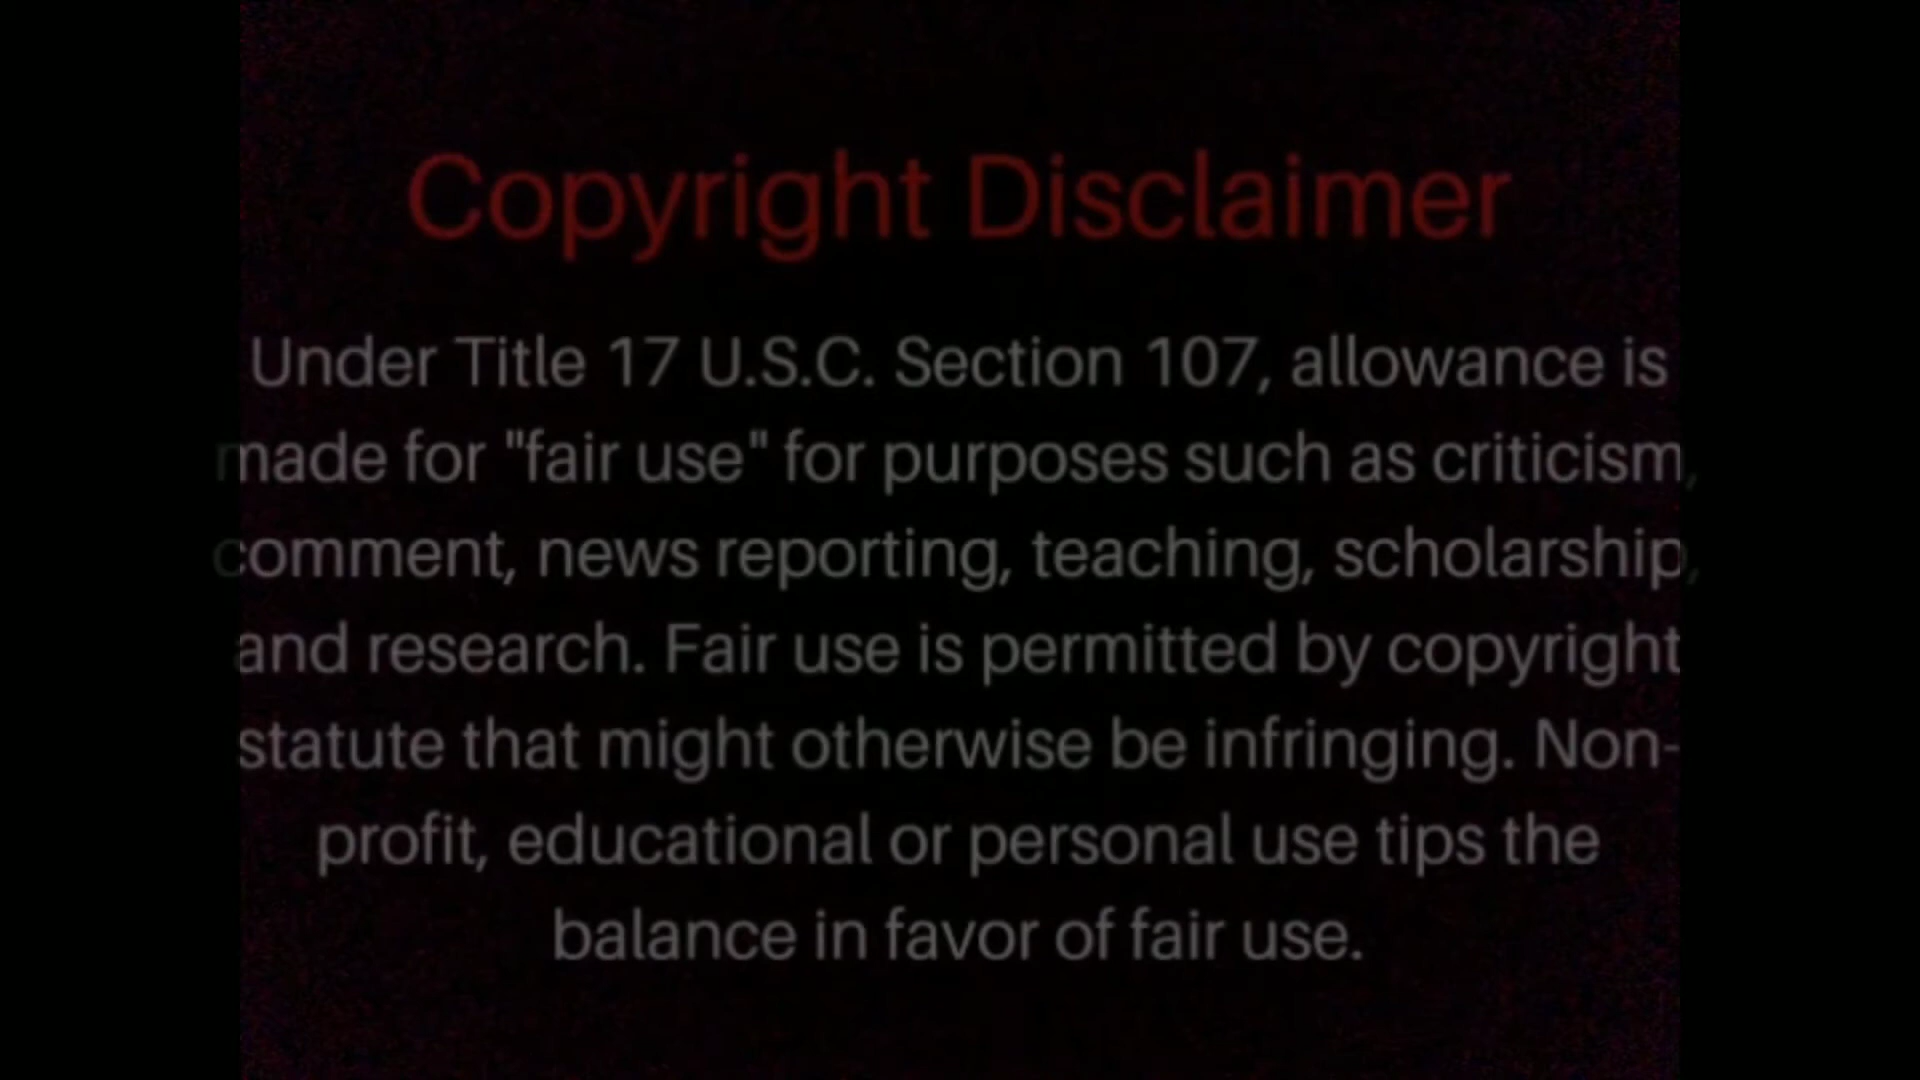 Copyright Disclaimer
Under Title 17 U.S.C. Section 107, allowance is
made for "fair use" for purposes such as criticism,
comment, news reporting, teaching, scholarship,
and research. Fair use is permitted by copyright
statute that might otherwise be infringing. Non-
profit, educational or personal use tips the
balance in favor of fair use.